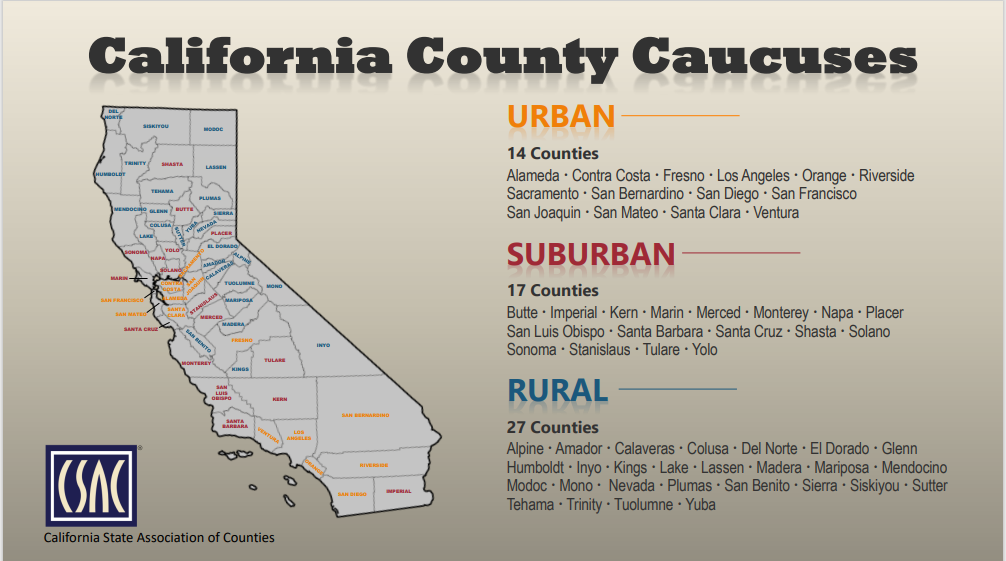 California County Caucuses
DEL
NORTE
SISKIYOU
MODOC
TRINITY
SHASTA
HUMBOLDT
LASSEN
TEHAMA
PLUMAS
MENDOCINO
GLENN
BUTTE
SIERRA
COLUSA
SUTTER
YUBA
NEVADA
LAKE
PLACER
SONOMA
NAPA
YOLO
EL DORADO
ALPINE
AMADOR
SOLANO
SACRAMENTO
CALAVERAS
MARIN
CONTRA
COSTA
SAN
JOAQUIN
TUOLUMNE
MONO
SAN FRANCISCO
ALAMEDA
STANISLAUS
MARIPOSA
SAN MATEO
SANTA
CLARA
MERCED
SANTA CRUZ
MADERA
SAN BENITO
FRESNO
INYO
MONTEREY
KINGS
TULARE
SAN
LUIS
OBISPO
KERN
SAN BERNARDINO
SANTA
BARBARA
VENTURA
LOS
ANGELES
ORANGE
RIVERSIDE
SAN DIEGO
IMPERIAL
CSAC
®
California State Association of Counties
URBAN
14 Counties
Alameda · Contra Costa · Fresno · Los Angeles · Orange · Riverside
Sacramento · San Bernardino · San Diego · San Francisco
San Joaquin · San Mateo · Santa Clara · Ventura
SUBURBAN
17 Counties
Butte · Imperial · Kern · Marin · Merced · Monterey · Napa · Placer
San Luis Obispo · Santa Barbara · Santa Cruz · Shasta · Solano
Sonoma · Stanislaus · Tulare · Yolo
RURAL
27 Counties
Alpine · Amador · Calaveras · Colusa · Del Norte · El Dorado · Glenn
Humboldt · Inyo · Kings · Lake · Lassen · Madera · Mariposa · Mendocino
Modoc · Mono · Nevada · Plumas · San Benito · Sierra · Siskiyou · Sutter
Tehama · Trinity · Tuolumne · Yuba